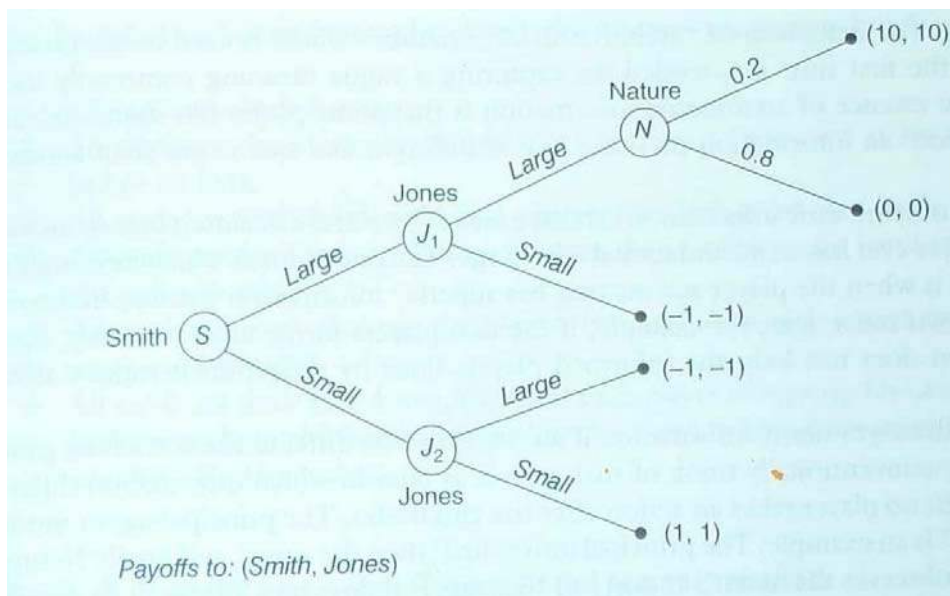 (10, 10)
0.2
Nature
N
Large
0.8
Jones
(0, 0)
J1
Large
Small
Smith
S
(−1, −1)
Small
Large
(−1, −1)
J2
Small
Jones
(1, 1)
Payoffs to: (Smith, Jones)